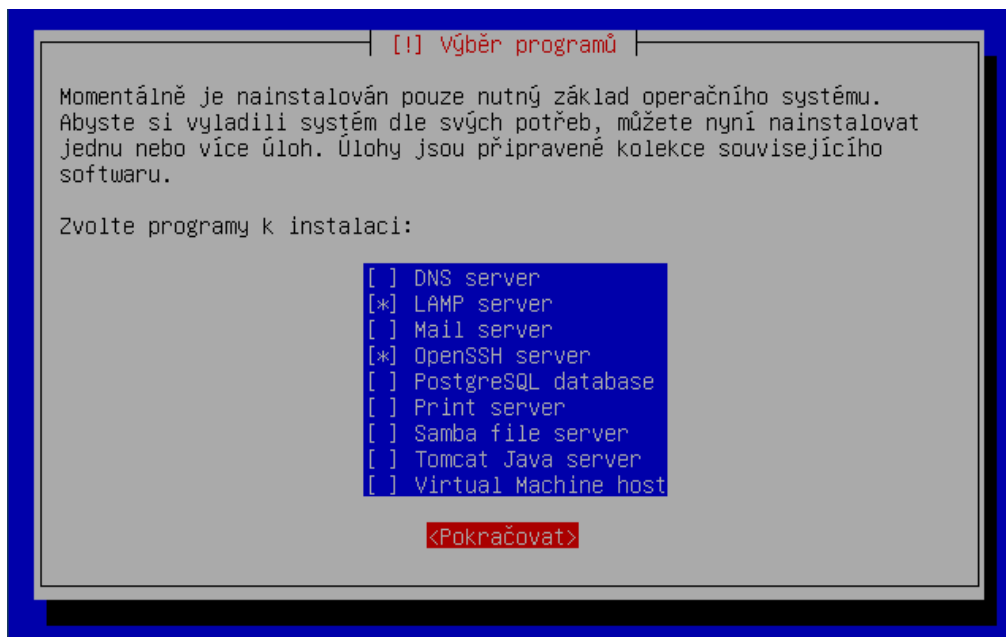 [!] Výběr programů
Momentálně je nainstalován pouze nutný základ operačního systému.
Abyste si vyladili systém dle svých potřeb, můžete nyní nainstalovat
jednu nebo více úloh. Úlohy jsou připravené kolekce souvisejícího
softwaru.
Zvolte programy k instalaci:
[ ] DNS server
[*] LAMP server
[ ] Mail server
[*] OpenSSH server
[ ] PostgreSQL database
[ ] Print server
[ ] Samba file server
[ ] Tomcat Java server
[ ] Virtual Machine host
<Pokračovat>